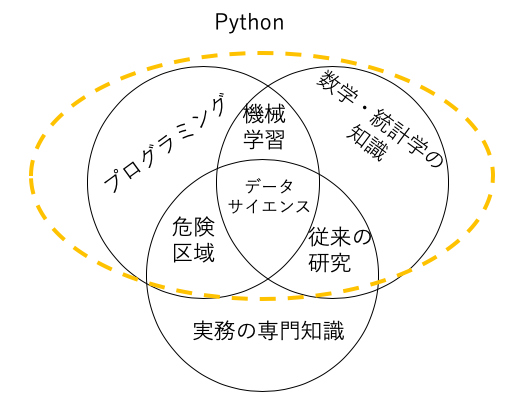 Python
プログラミング
数学・統計学の
知識
機械
学習
データ
サイエンス
危険
区域
従来の
研究
実務の専門知識